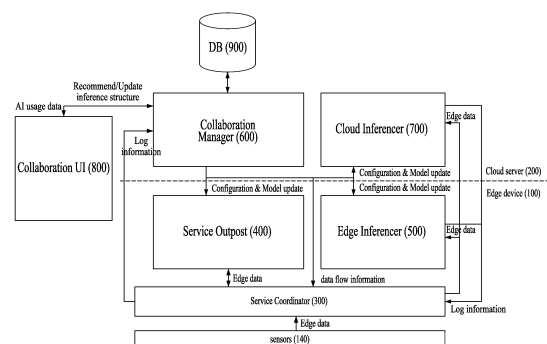 DB (900)
Recommend/Update
inference structure
AI usage data
Collaboration
Manager (600)
Cloud Inferencer (700)
Edge data
Log
information
Collaboration UI (800)
Configuration & Model update
Cloud server (200)
Configuration & Model update
Configuration & Model update
Edge device (100)
Service Outpost (400)
Edge Inferencer (500)
Edge data
Edge data
data flow information
Service Coordinator (300)
Log information
Edge data
sensors (140)